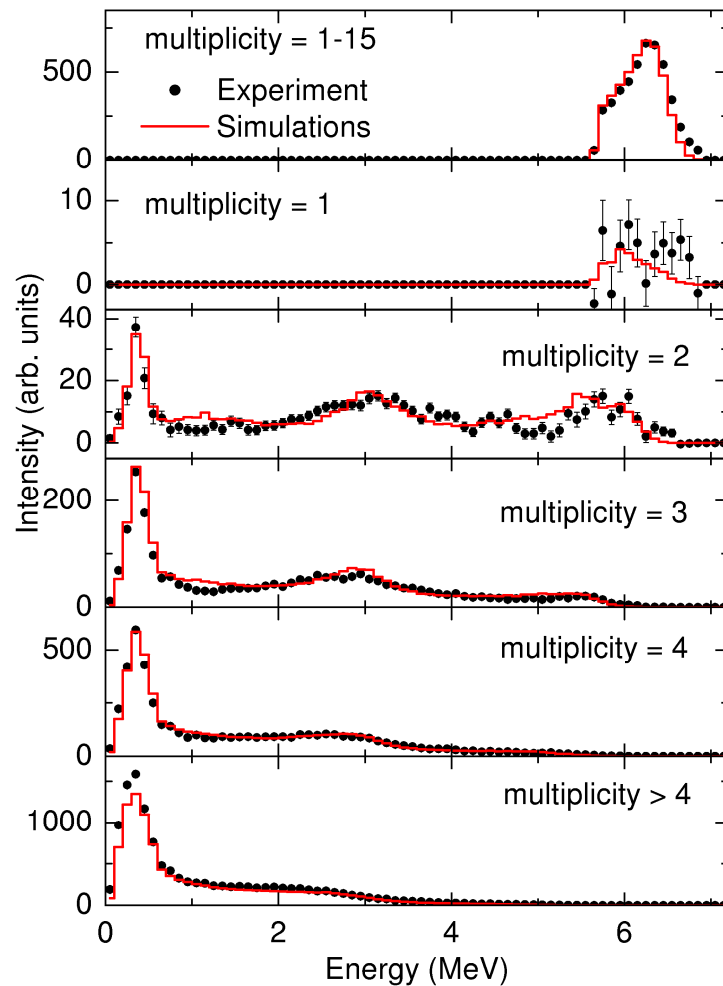 multiplicity = 1-15
Experiment
Simulations
500
0
multiplicity = 1
10
0
multiplicity = 2
40
20
0
multiplicity = 3
200
0
multiplicity = 4
500
0
multiplicity > 4
1000
0
Intensity (arb. units)
0 2 4 6
Energy (MeV)